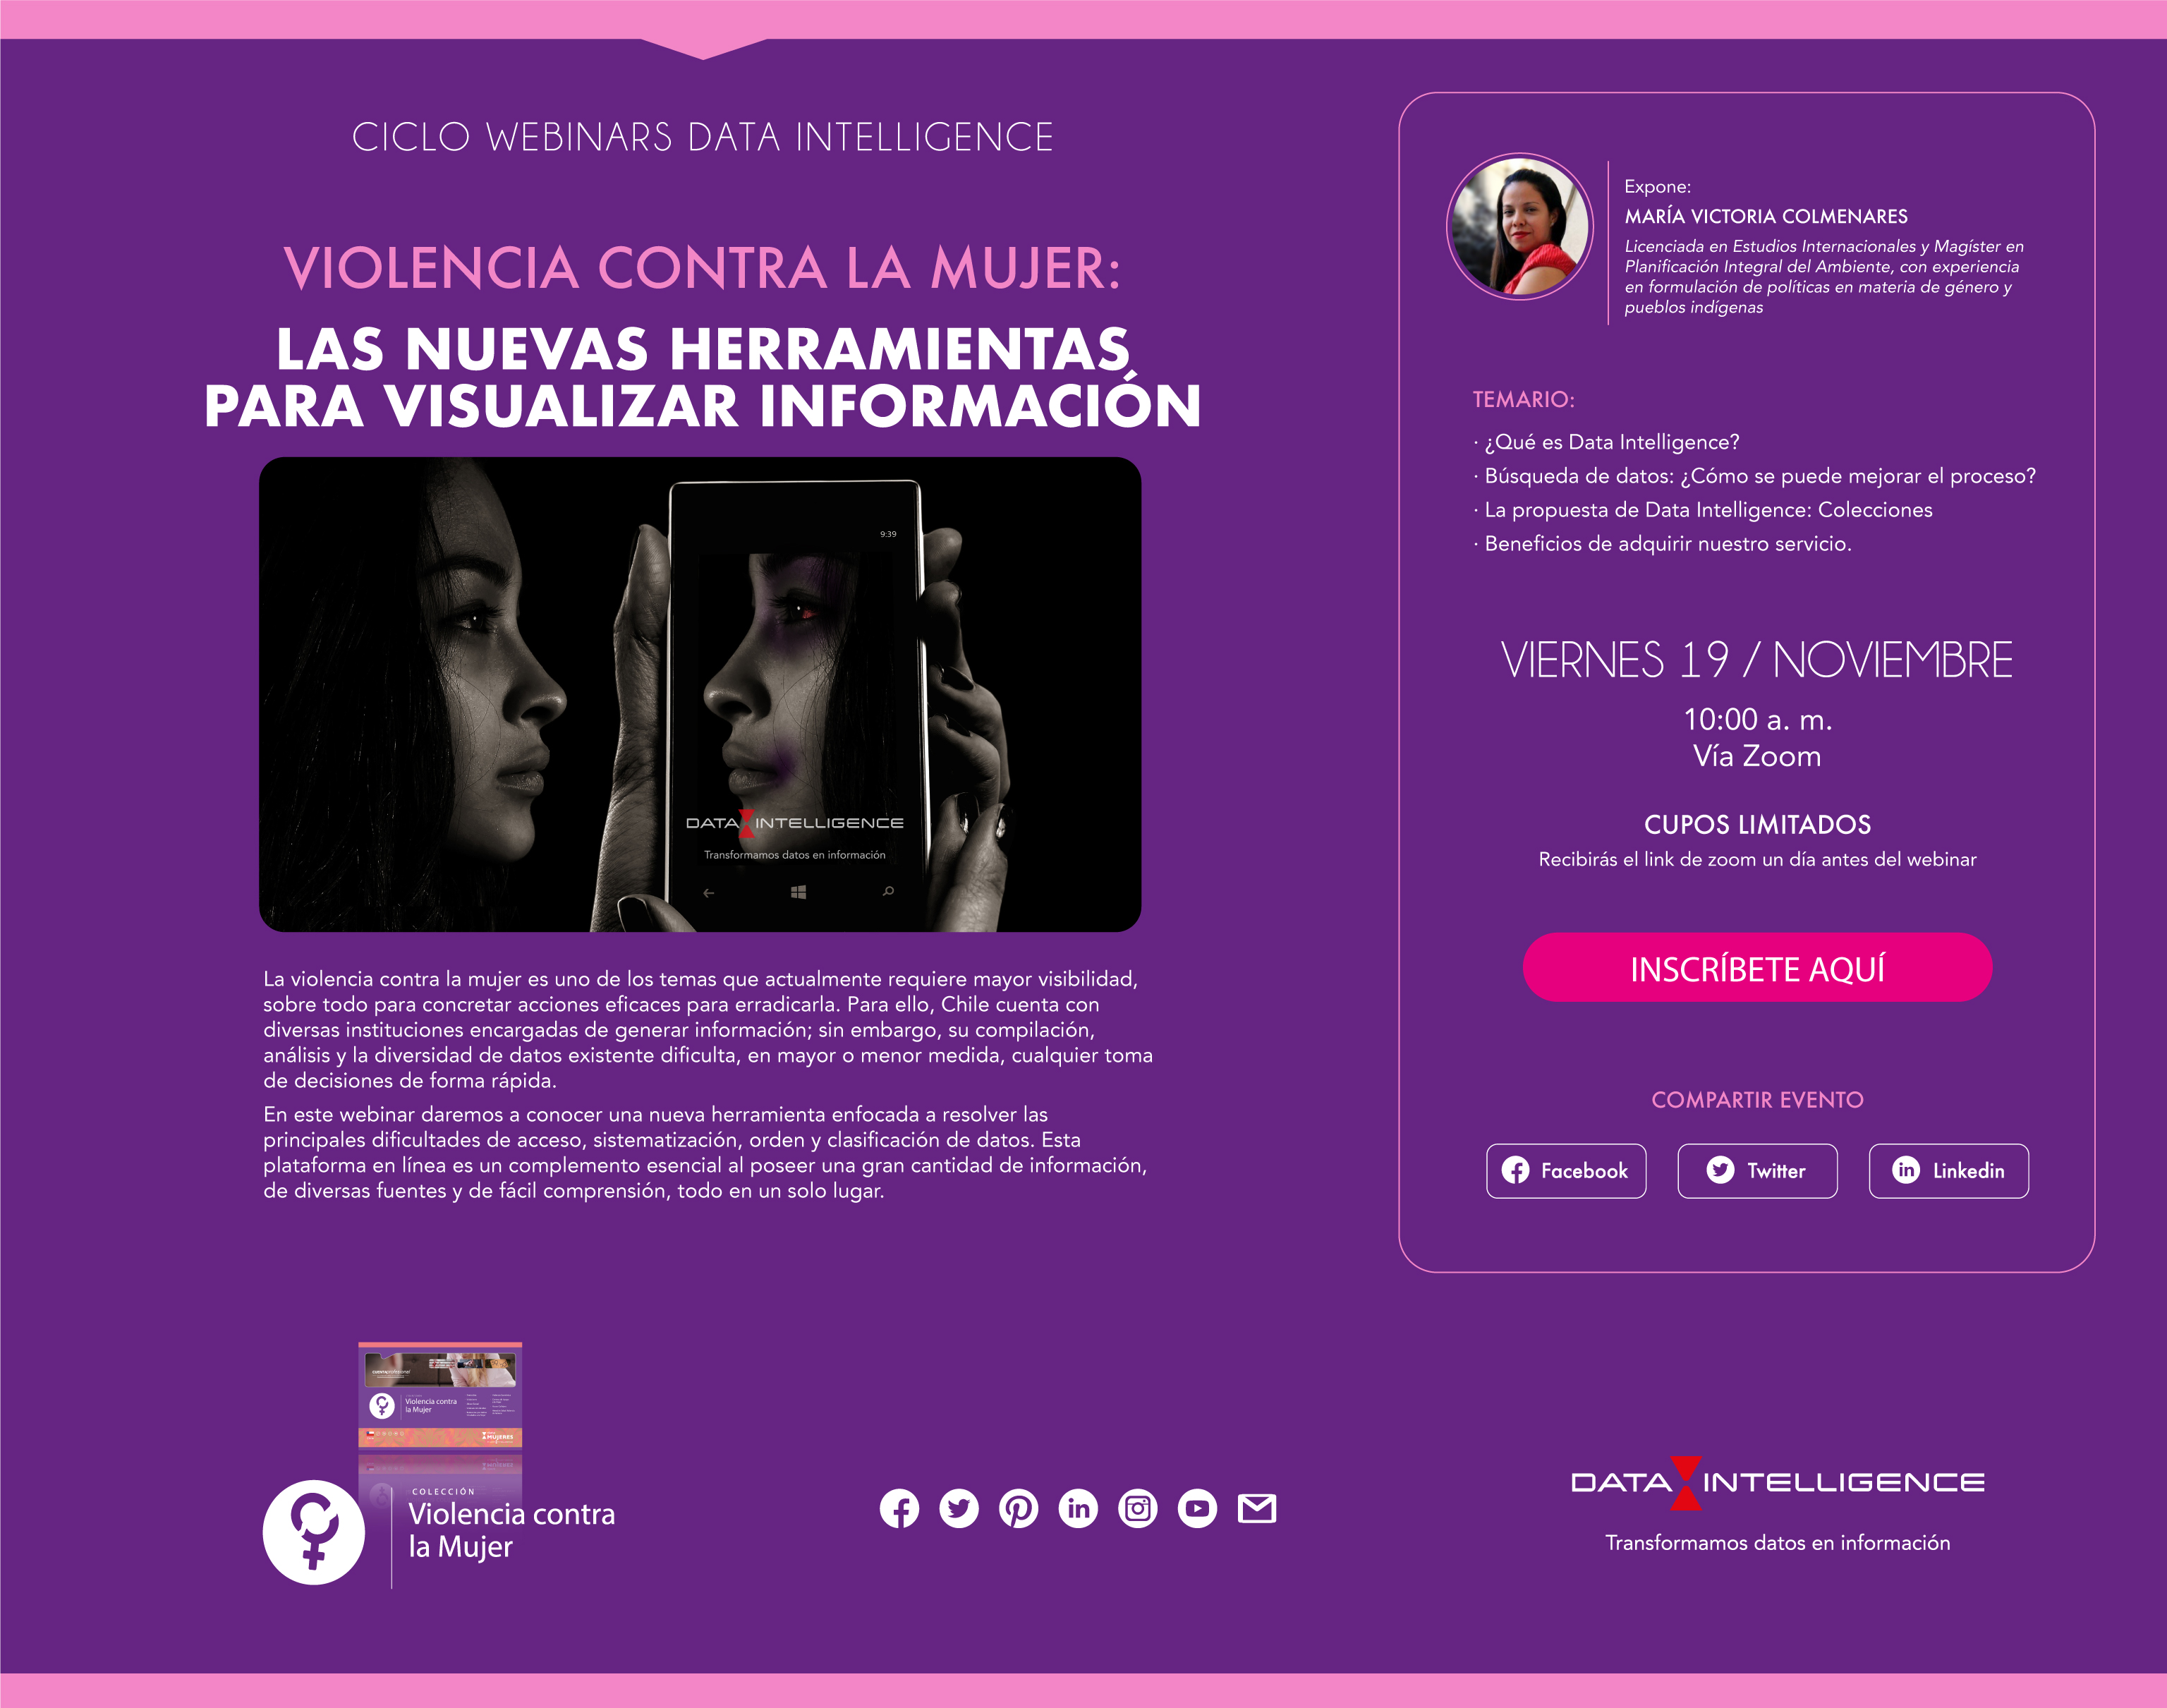 CICLO WEBINARS DATA INTELLIGENCE
VIOLENCIA CONTRA LA MUJER:
LAS NUEVAS HERRAMIENTAS
PARA VISUALIZAR INFORMACIÓN
9:39
DATA INTELLIGENCE
Transformamos datos en información
La violencia contra la mujer es uno de los temas que actualmente requiere mayor visibilidad,
sobre todo para concretar acciones eficaces para erradicarla. Para ello, Chile cuenta con
diversas instituciones encargadas de generar información; sin embargo, su compilación,
análisis y la diversidad de datos existente dificulta, en mayor o menor medida, cualquier toma
de decisiones de forma rápida.
En este webinar daremos a conocer una nueva herramienta enfocada a resolver las
principales dificultades de acceso, sistematización, orden y clasificación de datos. Esta
plataforma en línea es un complemento esencial al poseer una gran cantidad de información,
de diversas fuentes y de fácil comprensión, todo en un solo lugar.
Expone:
MARÍA VICTORIA COLMENARES
Licenciada en Estudios Internacionales y Magíster en
Planificación Integral del Ambiente, con experiencia
en formulación de políticas en materia de género y
pueblos indígenas
TEMARIO:
· ¿Qué es Data Intelligence?
· Búsqueda de datos: ¿Cómo se puede mejorar el proceso?
· La propuesta de Data Intelligence: Colecciones
· Beneficios de adquirir nuestro servicio.
VIERNES 19 / NOVIEMBRE
10:00 a. m.
Vía Zoom
CUPOS LIMITADOS
Recibirás el link de zoom un día antes del webinar
INSCRÍBETE AQUÍ
COMPARTIR EVENTO
Facebook
Twitter
Linkedin
Violencia contra
la Mujer
MUJERES
COLECCIÓN
Violencia contra
la Mujer
DATA INTELLIGENCE
Transformamos datos en información